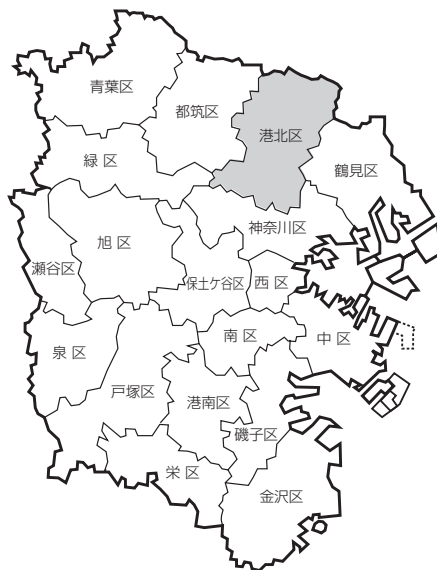 青葉区
都筑区
港北区
緑 区
鶴見区
神奈川区
旭 区
瀬谷区
保土ケ谷区
西 区
泉 区
南 区
中 区
戸塚区
港南区
磯子区
栄 区
金沢区